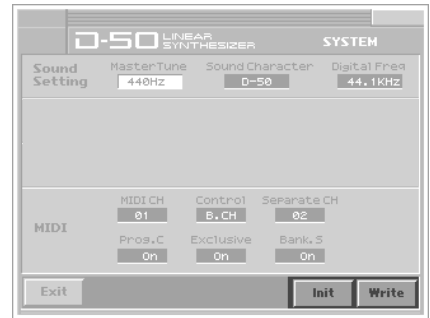 D-50 LINEAR SYNTHESIZER SYSTEM
Sound Setting
MasterTune Sound Character Digital Freq
440Hz D-50 44.1KHz
MIDI
MIDI CH Control Separate CH
01 B.CH 02
Prog.C Exclusive Bank.S
On On On
Exit Init Write